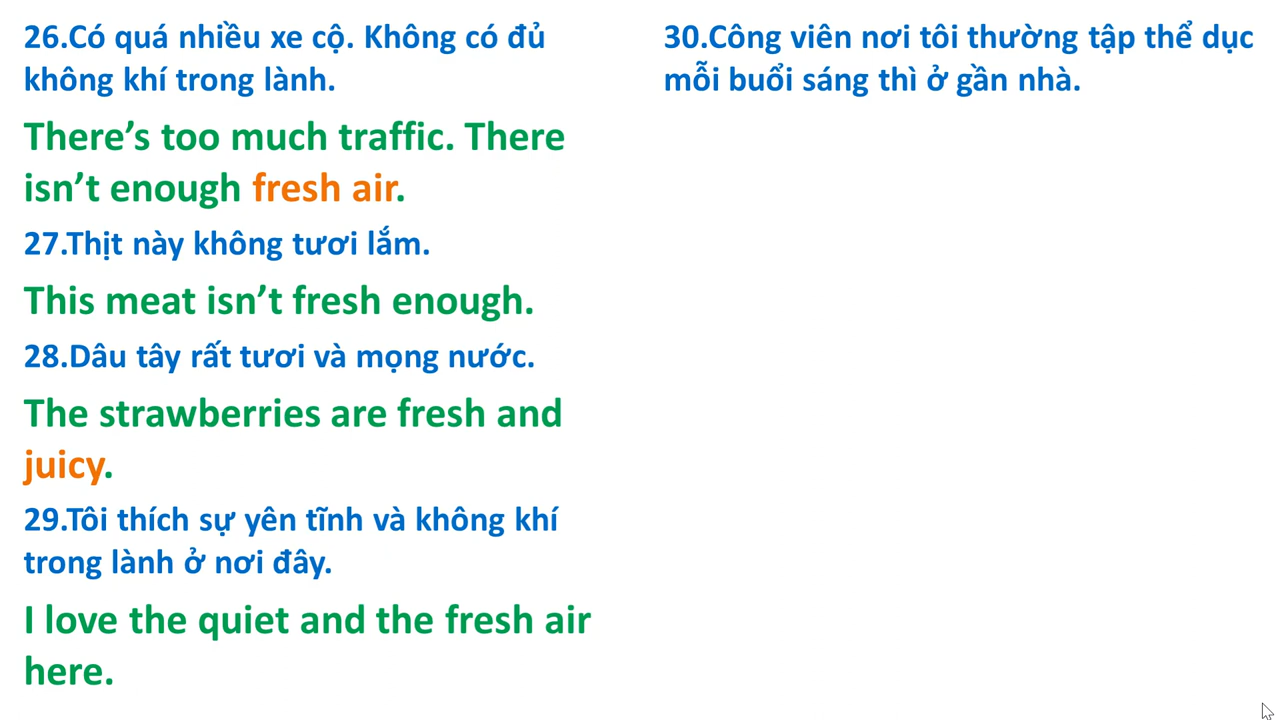 26.Có quá nhiều xe cộ. Không có đủ
không khí trong lành.
There’s too much traffic. There
isn’t enough fresh air.
27.Thịt này không tươi lắm.
This meat isn’t fresh enough.
28.Dâu tây rất tươi và mọng nước.
The strawberries are fresh and
juicy.
29.Tôi thích sự yên tĩnh và không khí
trong lành ở nơi đây.
I love the quiet and the fresh air
here.
30.Công viên nơi tôi thường tập thể dục
mỗi buổi sáng thì ở gần nhà.